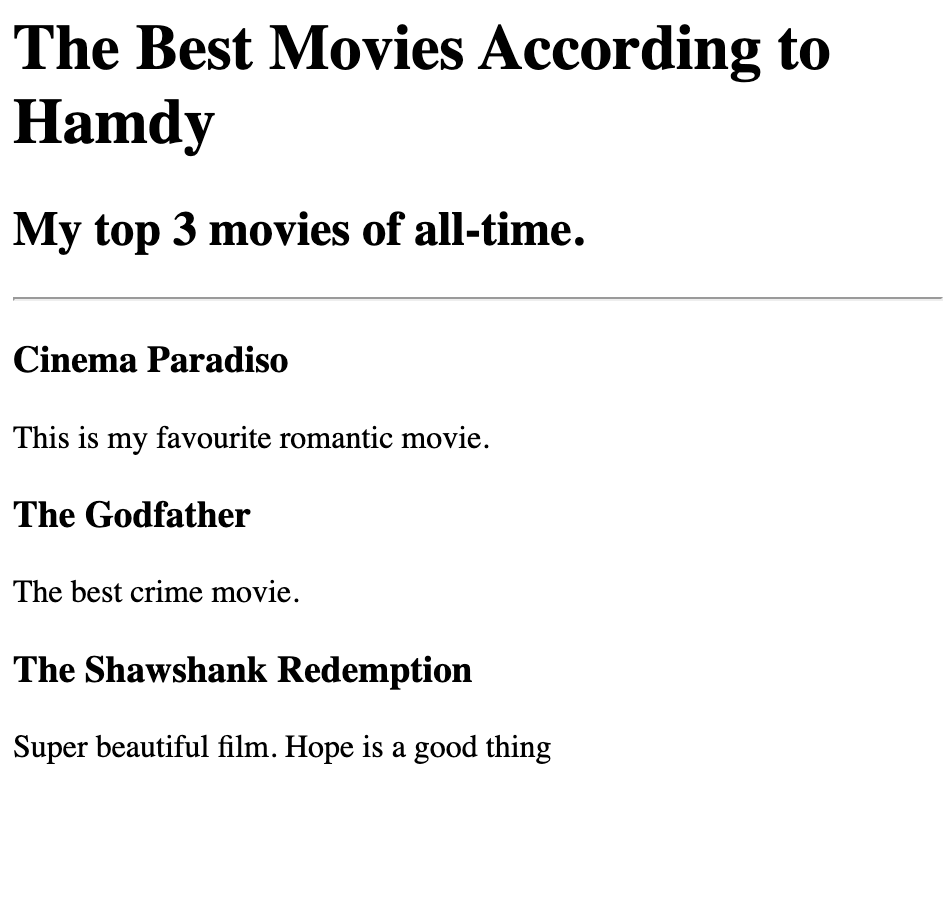 The Best Movies According to
Hamdy
My top 3 movies of all-time.
Cinema Paradiso
This is my favourite romantic movie.
The Godfather
The best crime movie.
The Shawshank Redemption
Super beautiful film. Hope is a good thing